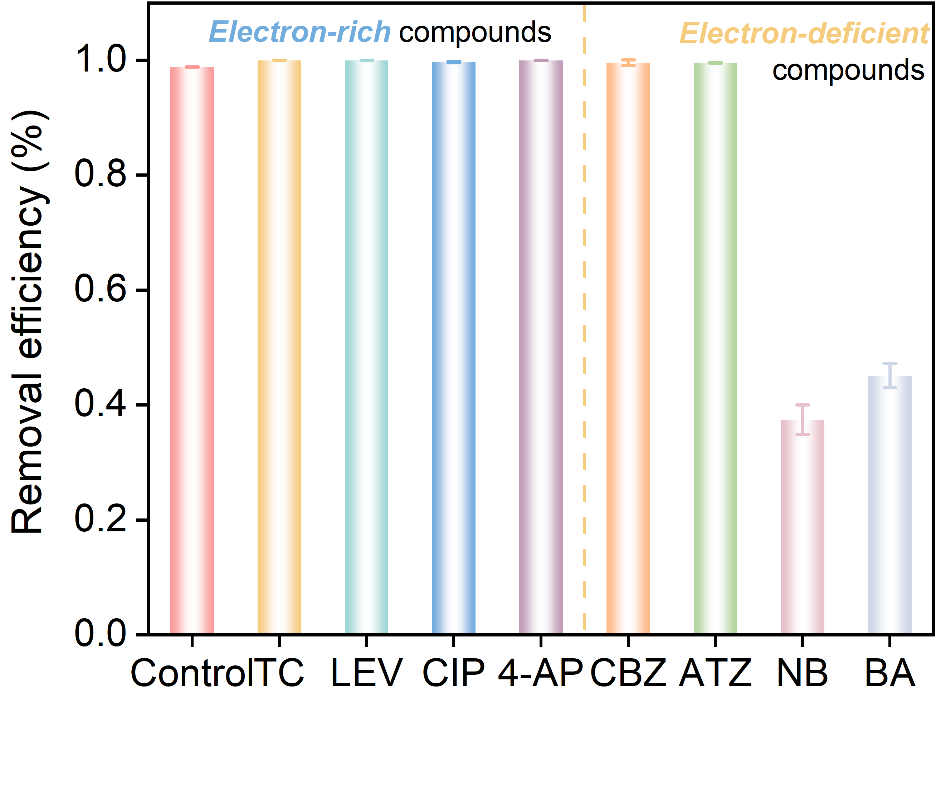 Electron-rich compounds
Electron-deficient
compounds
Removal efficiency (%)
1.0
0.8
0.6
0.4
0.2
0.0
Control TC LEV CIP 4-AP CBZ ATZ NB BA